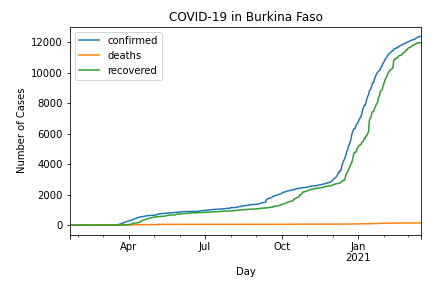 COVID-19 in Burkina Faso
confirmed
deaths
recovered
12000
10000
8000
6000
4000
2000
0
Number of Cases
Apr
Jul
Oct
Jan
2021
Day